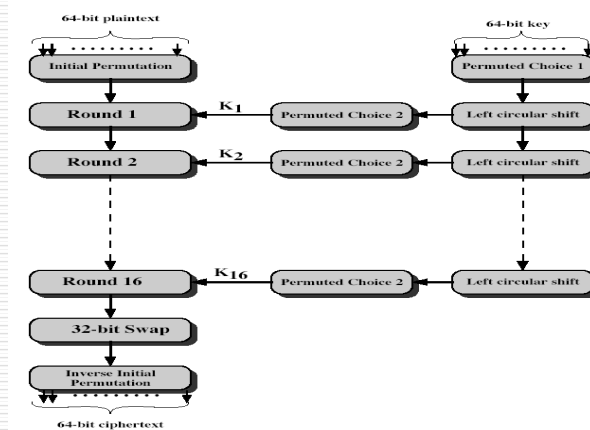 64-bit plaintext
64-bit key
Initial Permutation
Permuted Choice 1
Round 1
K1
Permuted Choice 2
Left circular shift
Round 2
K2
Permuted Choice 2
Left circular shift
Round 16
K16
Permuted Choice 2
Left circular shift
32-bit Swap
Inverse Initial
Permutation
64-bit ciphertext